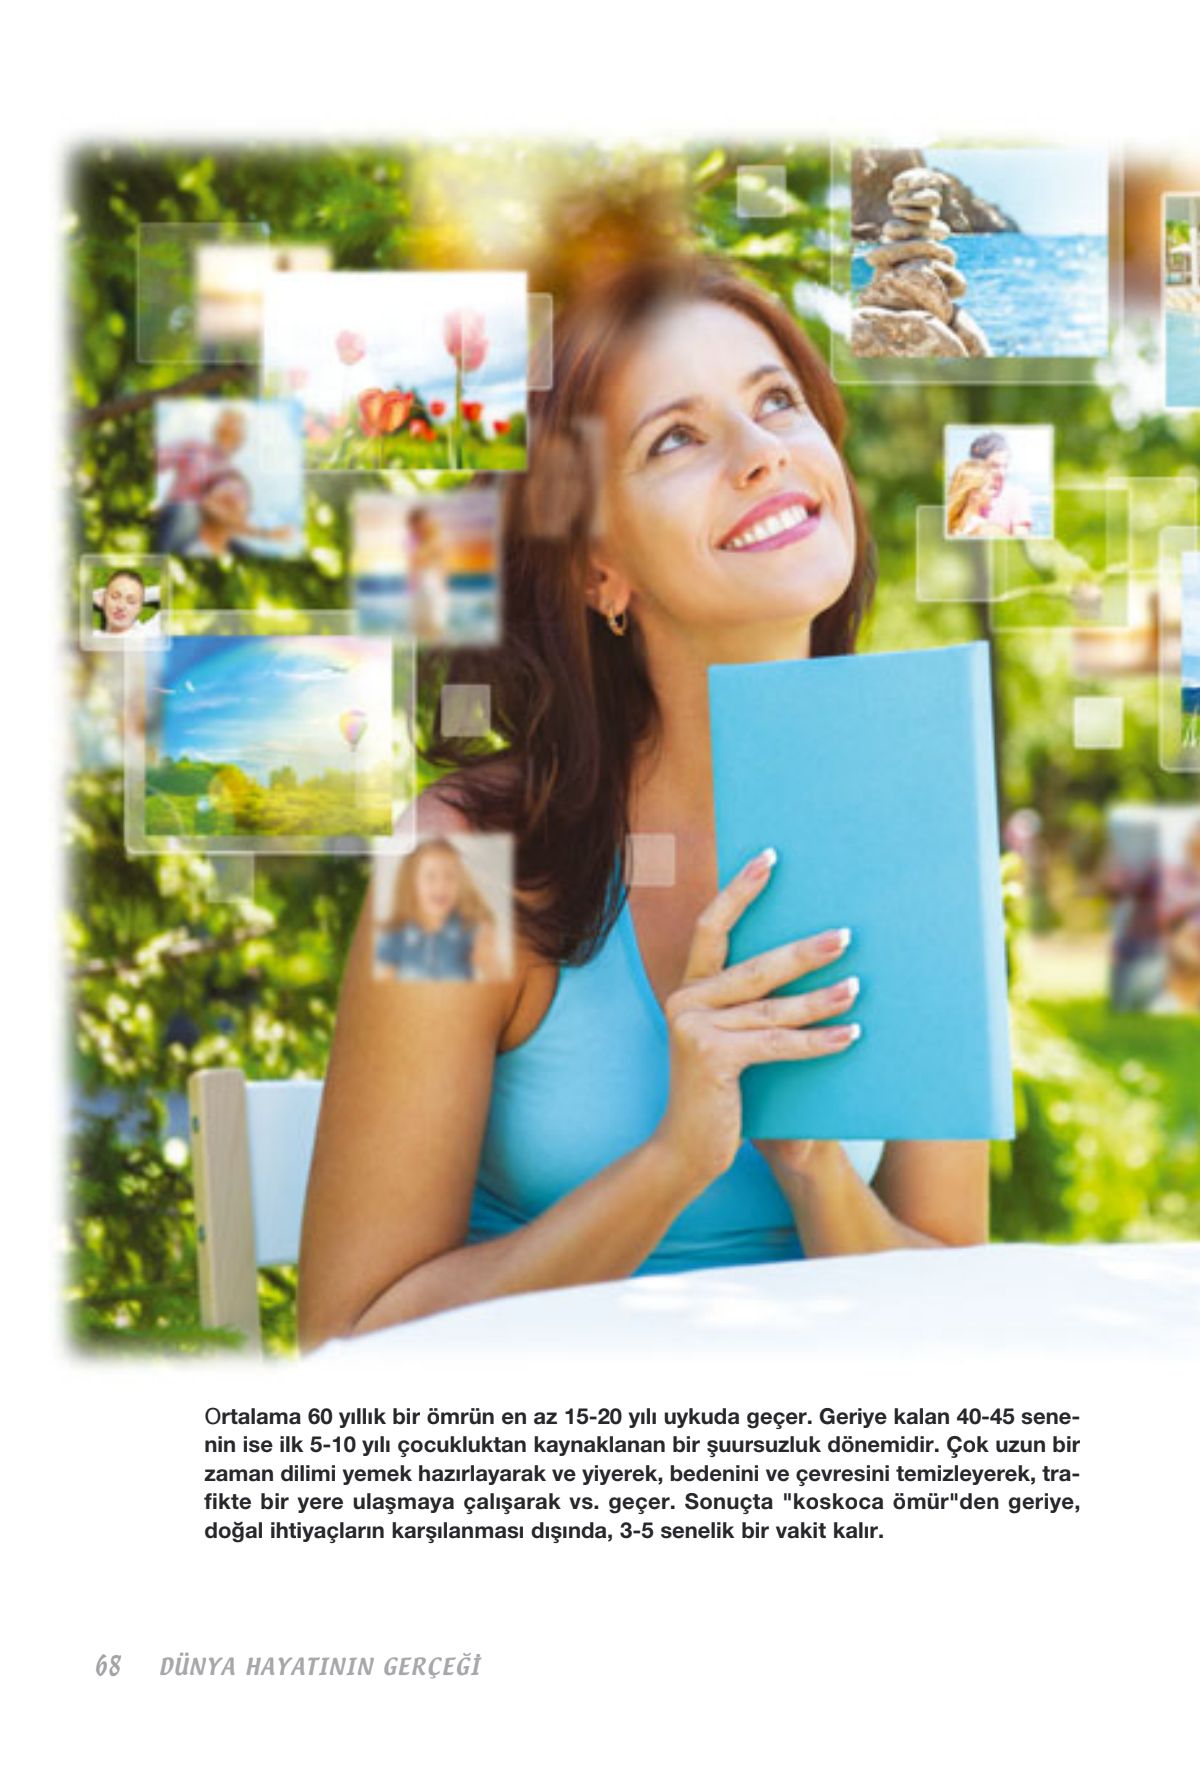 Ortalama 60 yıllık bir ömrün en az 15-20 yılı uykuda geçer. Geriye kalan 40-45 sene-
nin ise ilk 5-10 yılı çocukluktan kaynaklanan bir şuursuzluk dönemidir. Çok uzun bir
zaman dilimi yemek hazırlayarak ve yiyerek, bedenini ve çevresini temizleyerek, tra-
fikte bir yere ulaşmaya çalışarak vs. geçer. Sonuçta "koskoca ömür"den geriye,
doğal ihtiyaçların karşılanması dışında, 3-5 senelik bir vakit kalır.
68 DÜNYA HAYATININ GERÇEĞİ